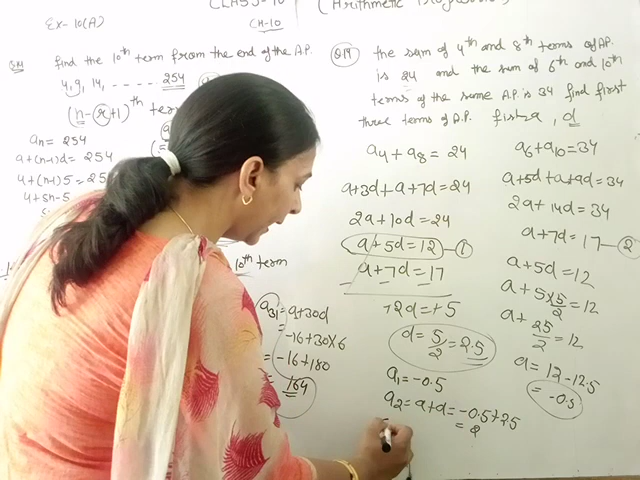 CLASS-10 (Arithmetic
Ex-10(A) CH-10
find the 10th term from the end of the A.P.
4, 9, 14, ........ 254
(n-r+1)th term
an = 254
a+(n-1)d = 254
4+(n-1)5 = 25
4+5n-5
10th term
a31 = a+30d
= -16+30×6
= -16+180
= 164
Q19 the sum of 4th and 8th terms of A.P.
is 24 and the sum of 6th and 10th
terms of the same A.P. is 34 find first
three terms of A.P. first=a, d
a4 + a8 = 24
a+3d+a+7d=24
2a+10d=24
a+5d=12 —①
a+7d=17
+2d=+5
d=5/2=2.5
a1=-0.5
a2=a+d=-0.5+2.5
= 2
a6+a10=34
a+5d+a+9d=34
2a+14d=34
a+7d=17—②
a+5d=12
a+5×5/2=12
a+25/2=12
a=12-12.5
=-0.5